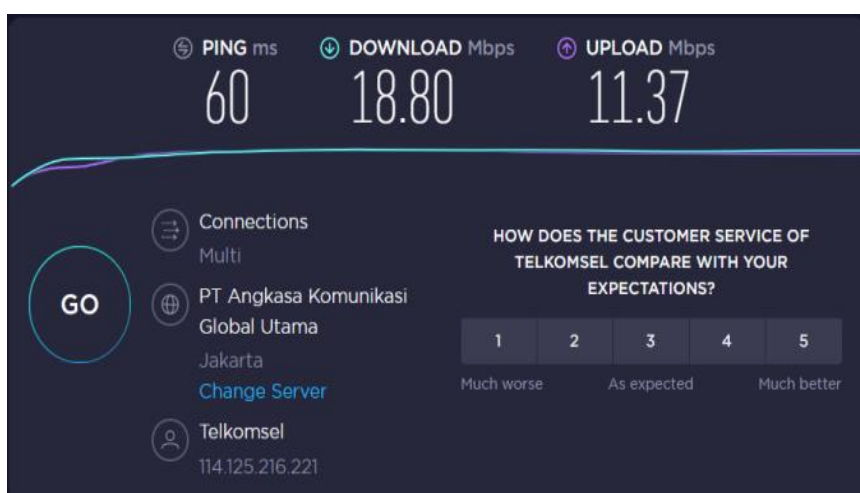 PING ms
60
DOWNLOAD Mbps
18.80
UPLOAD Mbps
11.37
GO
Connections
Multi
PT Angkasa Komunikasi
Global Utama
Jakarta
Change Server
Telkomsel
114.125.216.221
HOW DOES THE CUSTOMER SERVICE OF
TELKOMSEL COMPARE WITH YOUR
EXPECTATIONS?
1 2 3 4 5
Much worse As expected Much better